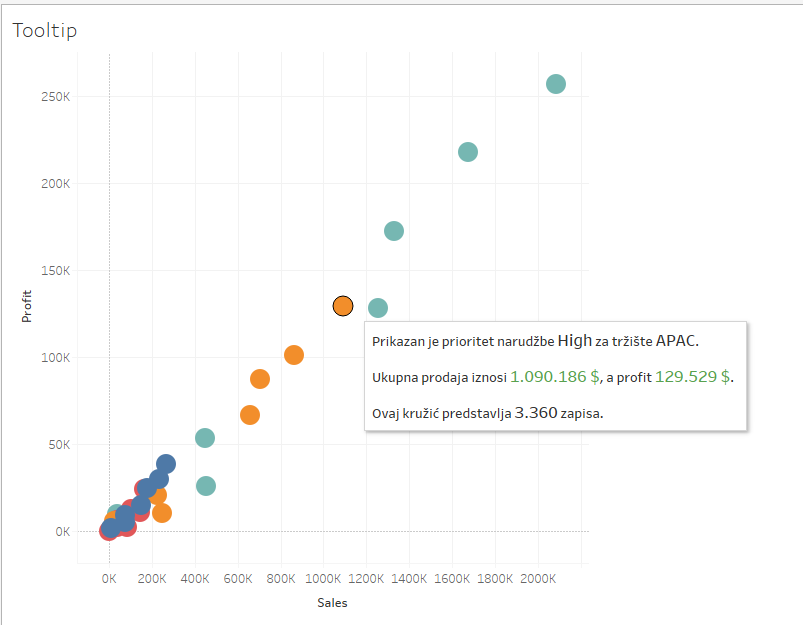 Tooltip
250K
200K
150K
100K
50K
0K
Profit
Prikazan je prioritet narudžbe High za tržište APAC.
Ukupna prodaja iznosi 1.090.186 $, a profit 129.529 $.
Ovaj kružić predstavlja 3.360 zapisa.
0K 200K 400K 600K 800K 1000K 1200K 1400K 1600K 1800K 2000K
Sales